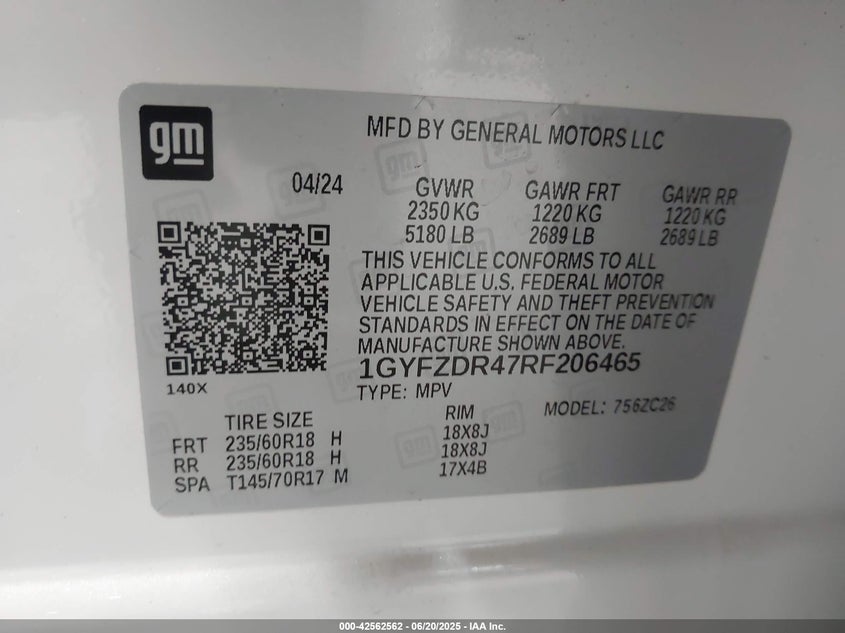 gm
MFD BY GENERAL MOTORS LLC
04/24
GVWR GAWR FRT GAWR RR
2350 KG 1220 KG 1220 KG
5180 LB 2689 LB 2689 LB
THIS VEHICLE CONFORMS TO ALL
APPLICABLE U.S. FEDERAL MOTOR
VEHICLE SAFETY AND THEFT PREVENTION
STANDARDS IN EFFECT ON THE DATE OF
MANUFACTURE SHOWN ABOVE.
1GYFZDR47RF206465
140X
TYPE: MPV MODEL: 756ZC26
TIRE SIZE RIM
FRT 235/60R18 H 18X8J
RR 235/60R18 H 18X8J
SPA T145/70R17 M 17X4B
000-42562562 / 06/20/2025 - IAA Inc.